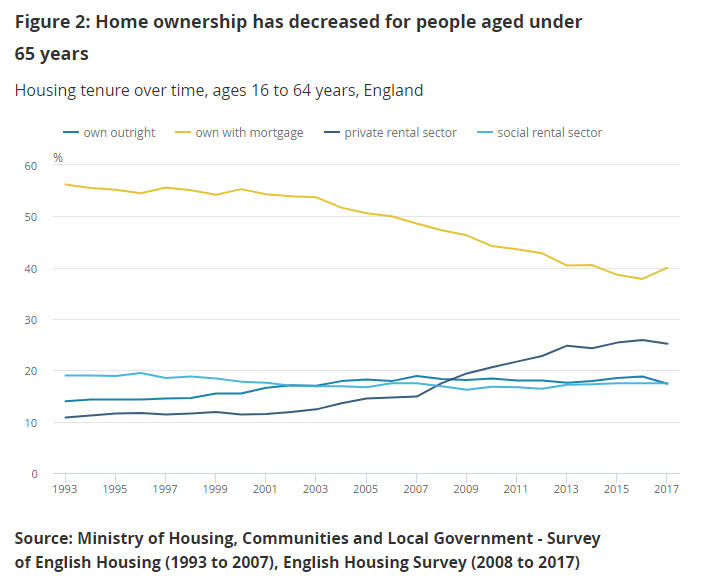 Figure 2: Home ownership has decreased for people aged under
65 years
Housing tenure over time, ages 16 to 64 years, England
own outright own with mortgage private rental sector social rental sector
%
60
50
40
30
20
10
0
1993 1995 1997 1999 2001 2003 2005 2007 2009 2011 2013 2015 2017
Source: Ministry of Housing, Communities and Local Government - Survey
of English Housing (1993 to 2007), English Housing Survey (2008 to 2017)